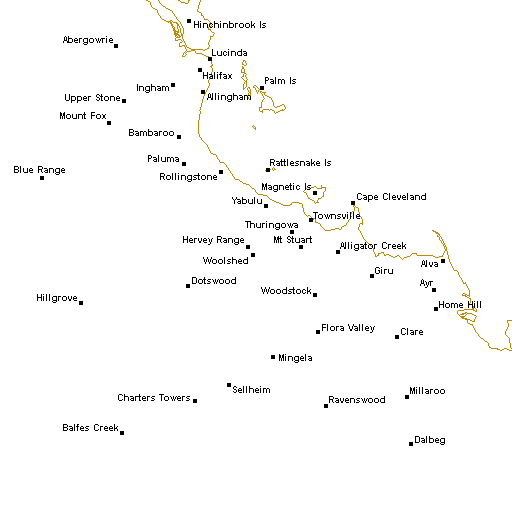 Hinchinbrook Is
Abergowrie
Lucinda
Halifax
Ingham
Palm Is
Upper Stone
Allingham
Mount Fox
Bambaroo
Paluma
Rattlesnake Is
Blue Range
Rollingstone
Magnetic Is
Yabulu
Cape Cleveland
Townsville
Thuringowa
Hervey Range
Mt Stuart
Alligator Creek
Woolshed
Alva
Giru
Dotswood
Ayr
Woodstock
Hillgrove
Home Hill
Flora Valley
Clare
Mingela
Sellheim
Millaroo
Charters Towers
Ravenswood
Balfes Creek
Dalbeg